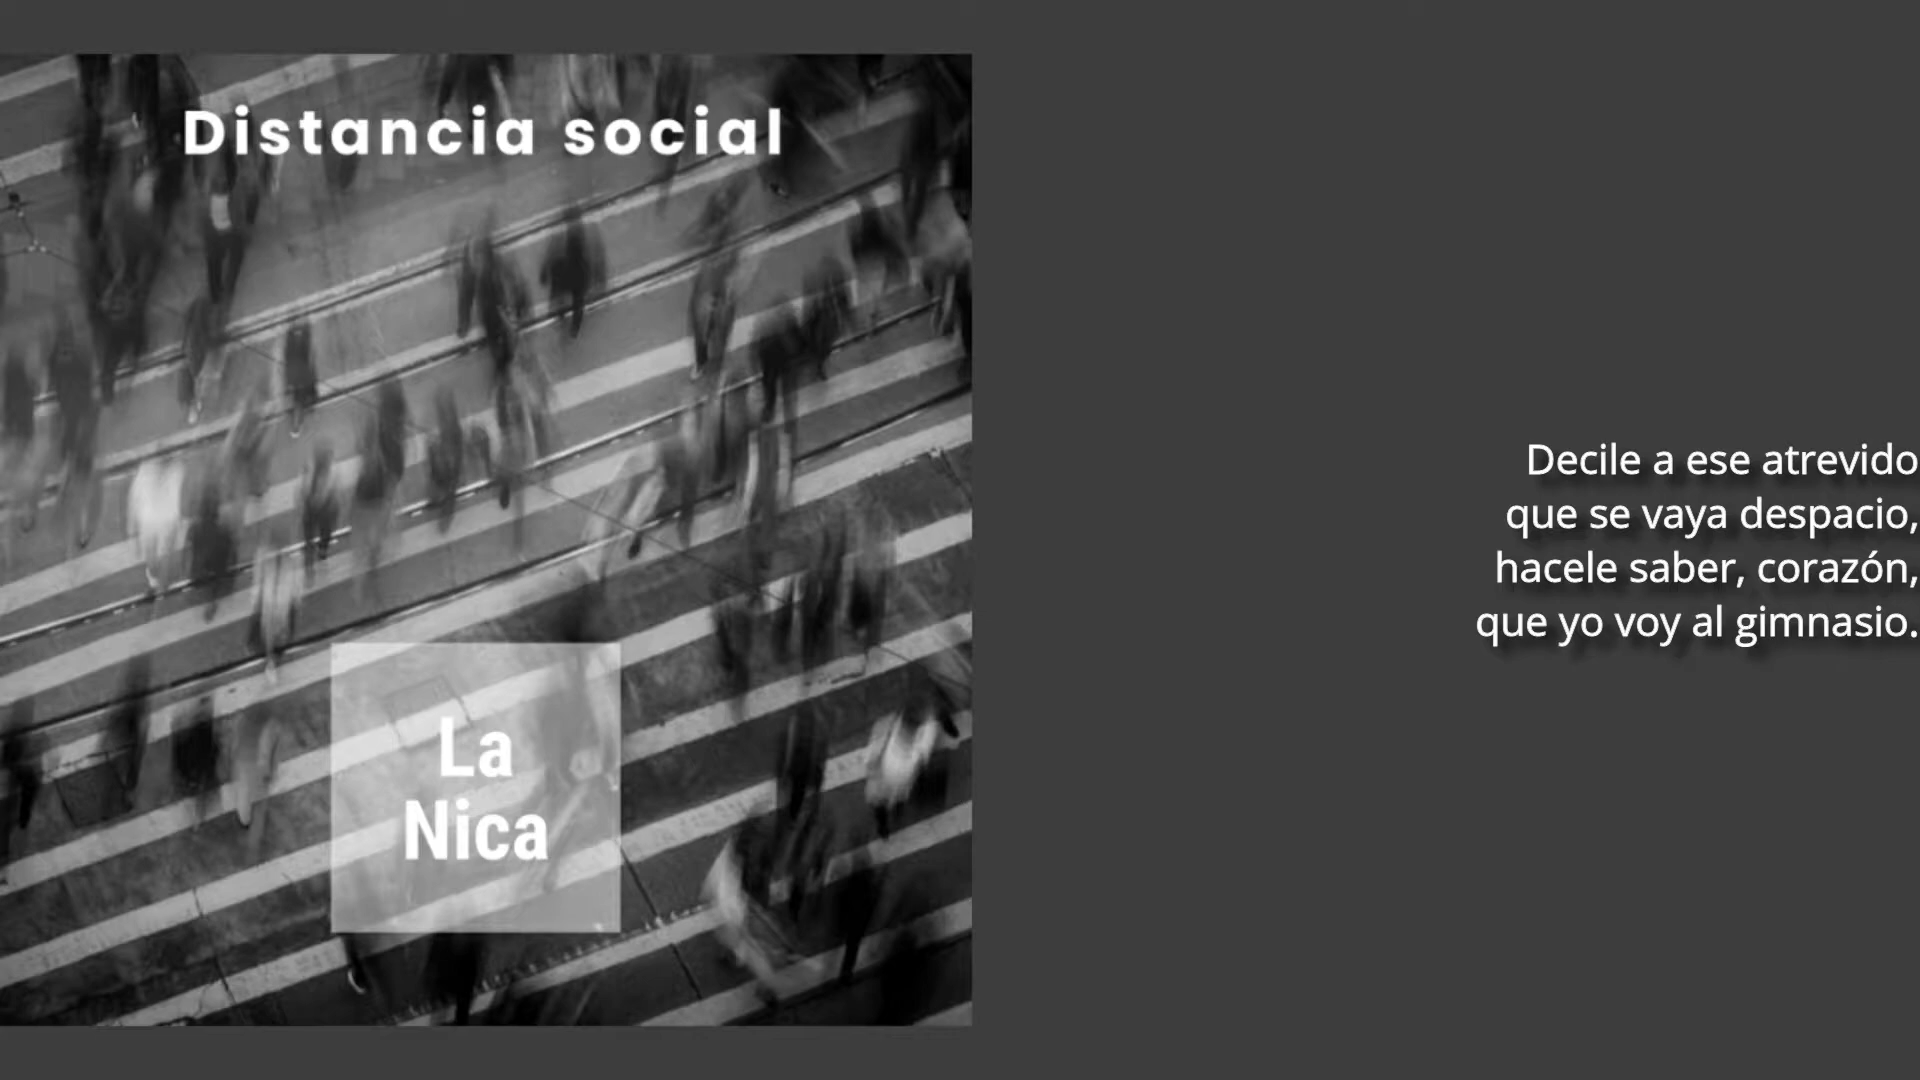 Distancia social
La
Nica
Decile a ese atrevido
que se vaya despacio,
hacele saber, corazón,
que yo voy al gimnasio.